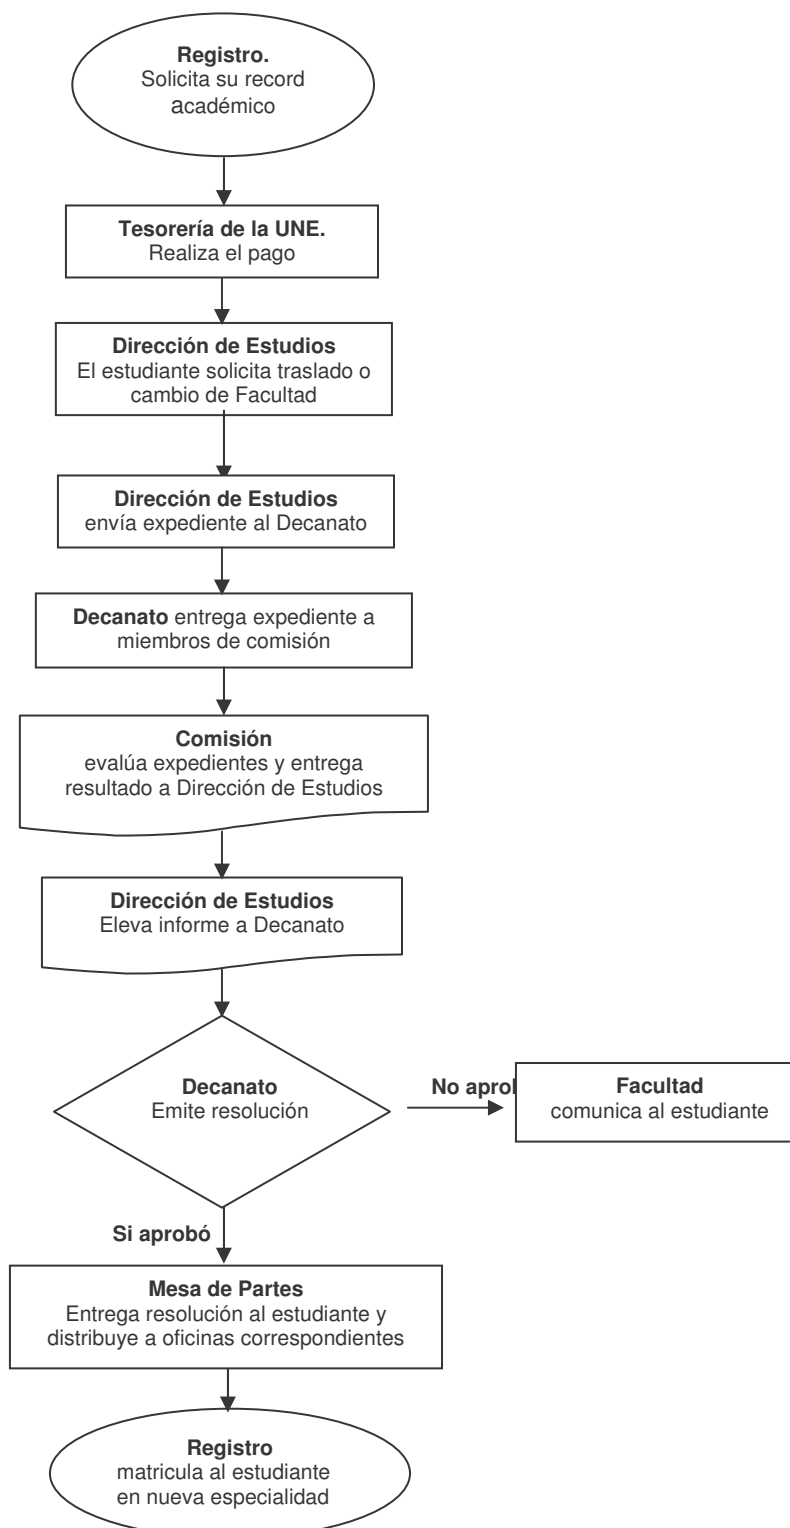 Registro.
Solicita su record
académico
Tesorería de la UNE.
Realiza el pago
Dirección de Estudios
El estudiante solicita traslado o
cambio de Facultad
Dirección de Estudios
envía expediente al Decanato
Decanato entrega expediente a
miembros de comisión
Comisión
evalúa expedientes y entrega
resultado a Dirección de Estudios
Dirección de Estudios
Eleva informe a Decanato
Decanato
Emite resolución
No
Facultad
comunica al estudiante
Si aprobó
Mesa de Partes
Entrega resolución al estudiante y
distribuye a oficinas correspondientes
Registro
matricula al estudiante
en nueva especialidad